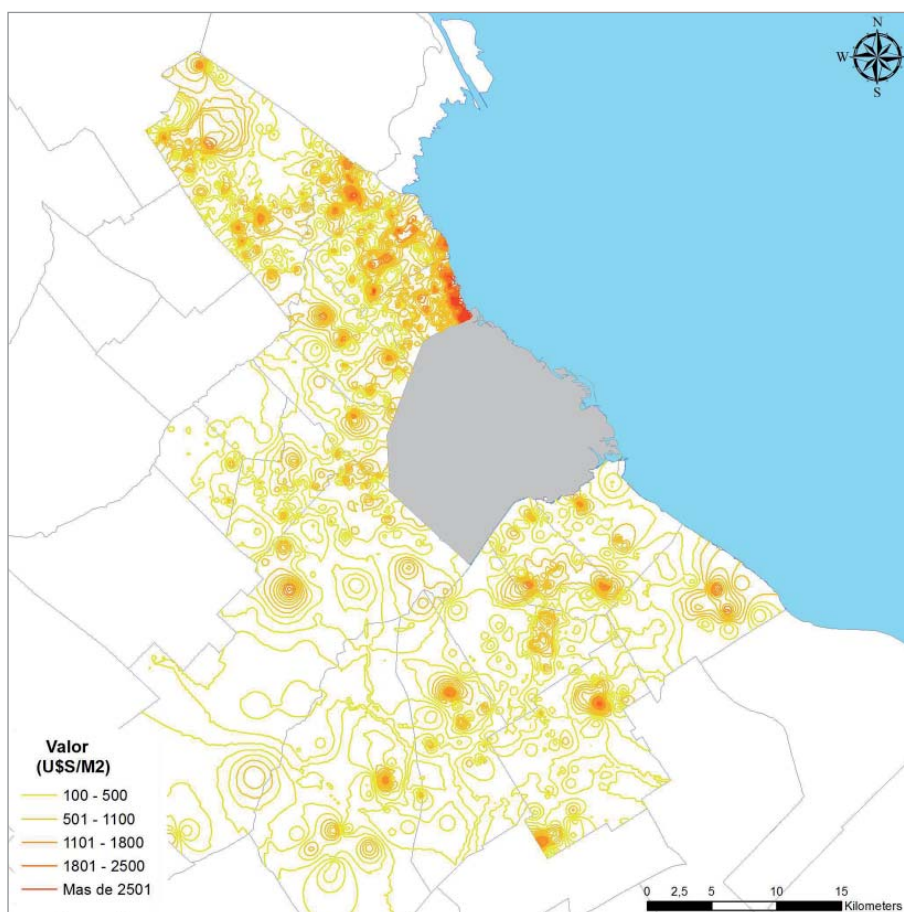 N
W
S
Valor
(U$S/M2)
100 - 500
501 - 1100
1101 - 1800
1801 - 2500
Mas de 2501
0 2,5 5 10 15
Kilometers